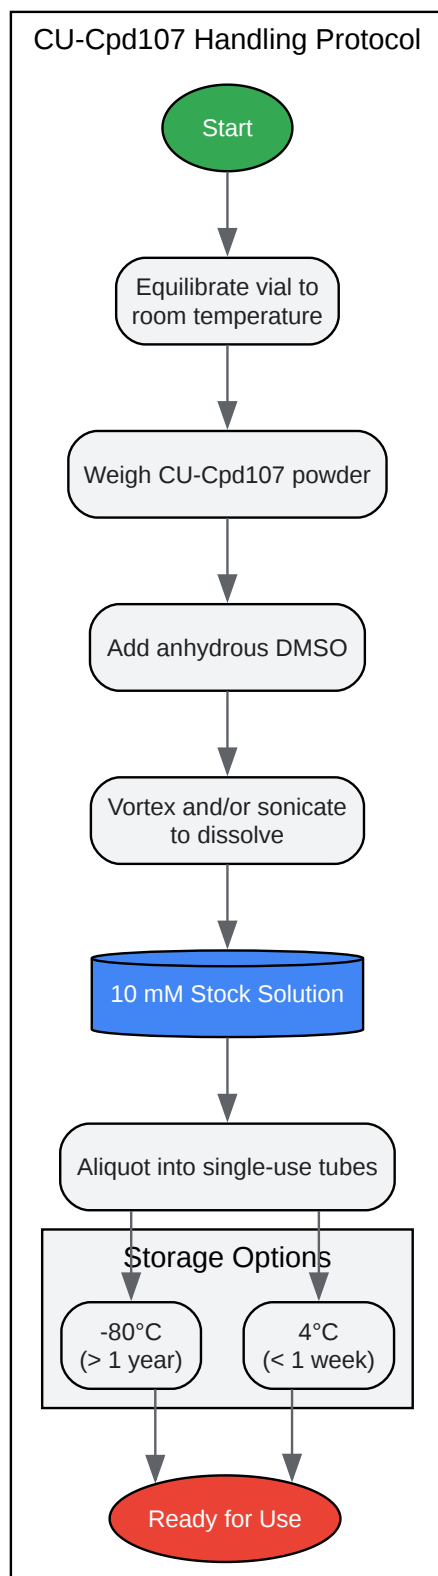 CU-Cpd107 Handling Protocol
Start
Equilibrate vial to
room temperature
Weigh CU-Cpd107 powder
Add anhydrous DMSO
Vortex and/or sonicate
to dissolve
10 mM Stock Solution
Aliquot into single-use tubes
Storage Options
-80°C
(> 1 year)
4°C
(< 1 week)
Ready for Use